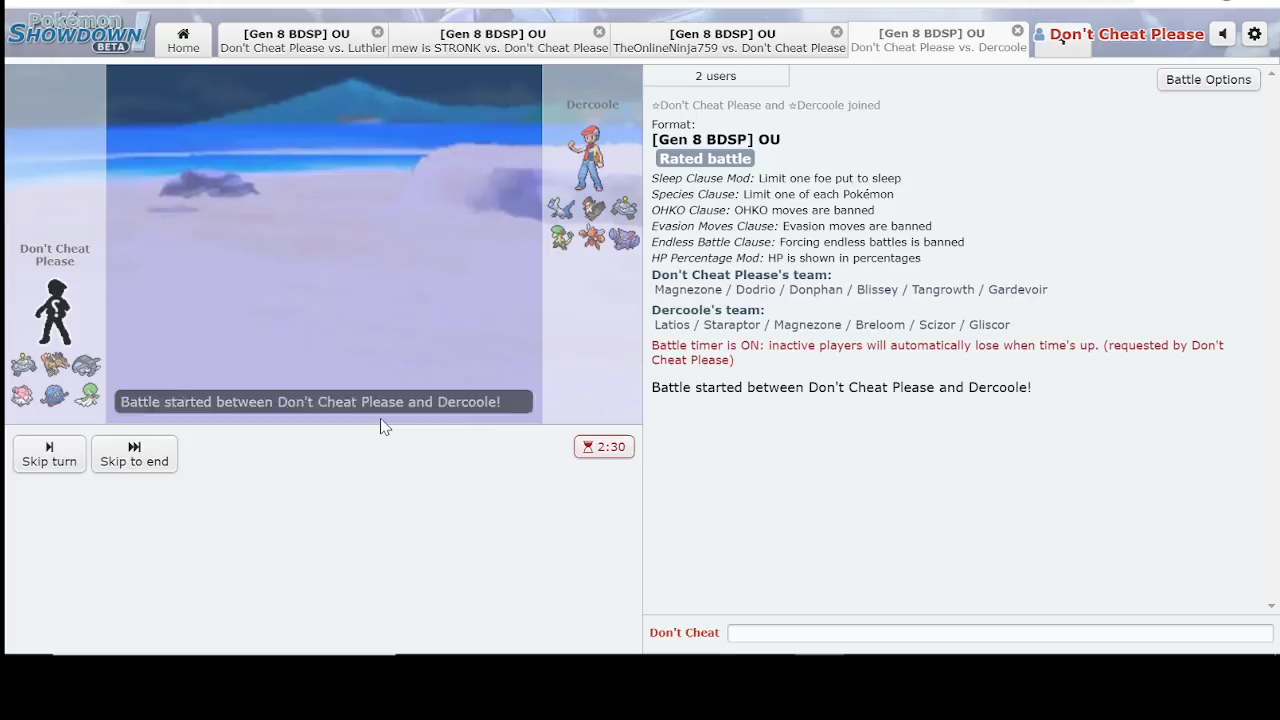 Pokémon
SHOWDOWN!
BETA
Home
[Gen 8 BDSP] OU
Don't Cheat Please vs. Luthier
[Gen 8 BDSP] OU
mew is STRONK vs. Don't Cheat Please
[Gen 8 BDSP] OU
TheOnlineNinja759 vs. Don't Cheat Please
[Gen 8 BDSP] OU
Don't Cheat Please vs. Dercoole
Don't Cheat Please
2 users
Battle Options
Dercoole
Don't Cheat
Please
Battle started between Don't Cheat Please and Dercoole!
Skip turn
Skip to end
2:30
☆Don't Cheat Please and ☆Dercoole joined
Format:
[Gen 8 BDSP] OU
Rated battle
Sleep Clause Mod: Limit one foe put to sleep
Species Clause: Limit one of each Pokémon
OHKO Clause: OHKO moves are banned
Evasion Moves Clause: Evasion moves are banned
Endless Battle Clause: Forcing endless battles is banned
HP Percentage Mod: HP is shown in percentages
Don't Cheat Please's team:
Magnezone / Dodrio / Donphan / Blissey / Tangrowth / Gardevoir
Dercoole's team:
Latios / Staraptor / Magnezone / Breloom / Scizor / Gliscor
Battle timer is ON: inactive players will automatically lose when time's up. (requested by Don't
Cheat Please)
Battle started between Don't Cheat Please and Dercoole!
Don't Cheat